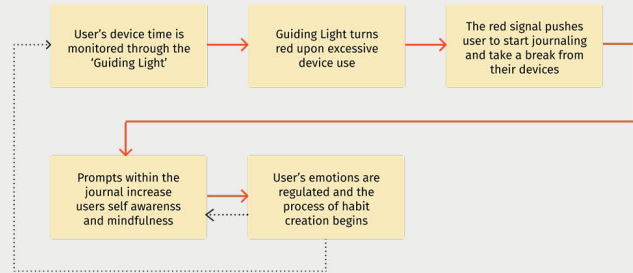 User's device time is
monitored through the
'Guiding Light'
Guiding Light turns
red upon excessive
device use
The red signal pushes
user to start journaling
and take a break from
their devices
Prompts within the
journal increase
users self awarenss
and mindfulness
User's emotions are
regulated and the
process of habit
creation begins